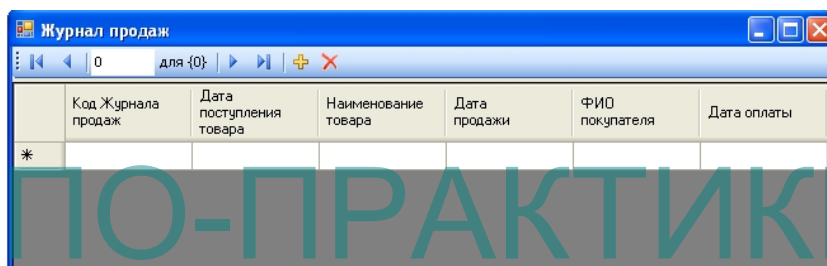 Журнал продаж
0 для {0}
Код Журнала продаж
Дата поступления товара
Наименование товара
Дата продажи
ФИО покупателя
Дата оплаты
ПО-ПРАКТИК